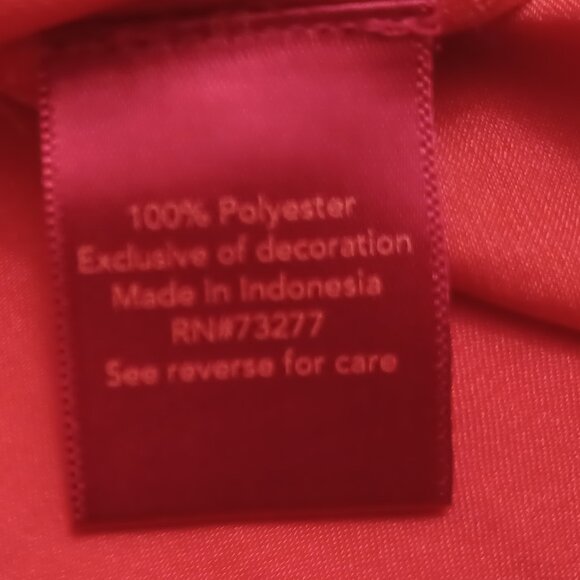 100% Polyester
Exclusive of decoration
Made in Indonesia
RN#73277
See reverse for care